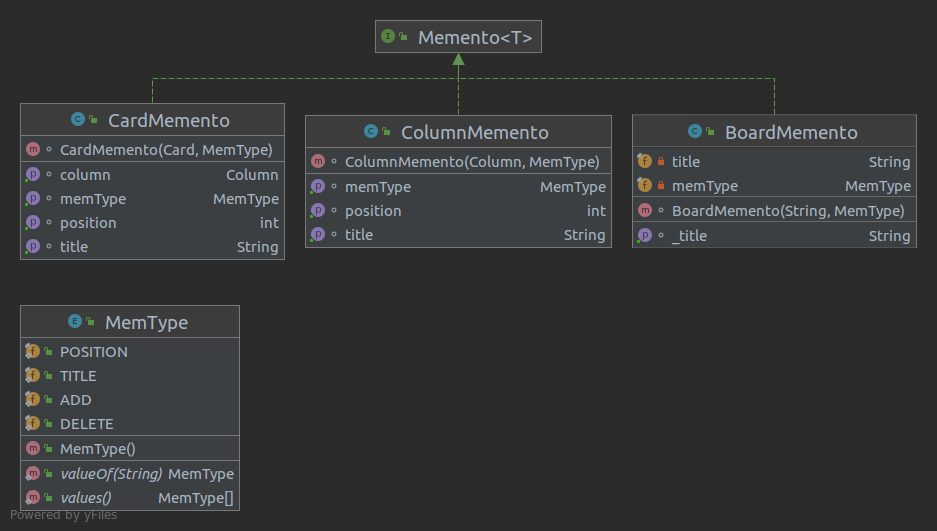 Memento<T>
CardMemento
CardMemento(Card, MemType)
column Column
memType MemType
position int
title String
ColumnMemento
ColumnMemento(Column, MemType)
memType MemType
position int
title String
BoardMemento
title String
memType MemType
BoardMemento(String, MemType)
_title String
MemType
POSITION
TITLE
ADD
DELETE
MemType()
valueOf(String) MemType
values() MemType[]
Powered by yFiles